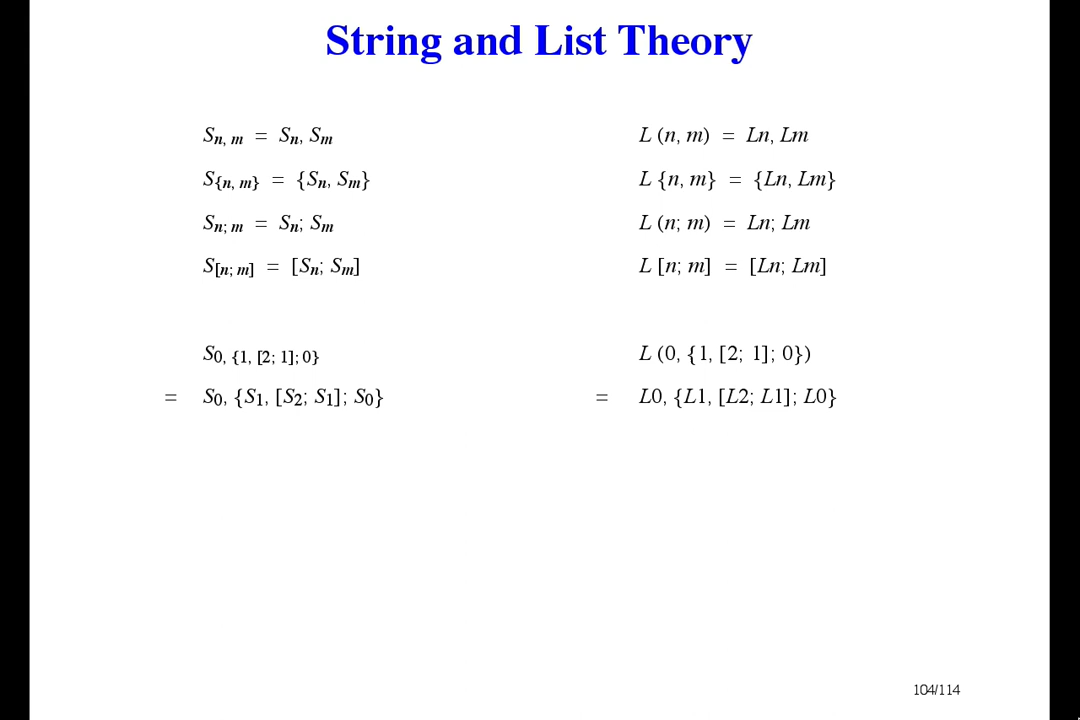 String and List Theory
Sn, m = Sn, Sm
S{n, m} = {Sn, Sm}
Sn; m = Sn; Sm
S[n; m] = [Sn; Sm]
S0, {1, [2; 1]; 0}
= S0, {S1, [S2; S1]; S0}
L (n, m) = Ln, Lm
L {n, m} = {Ln, Lm}
L (n; m) = Ln; Lm
L [n; m] = [Ln; Lm]
L (0, {1, [2; 1]; 0})
= L0, {L1, [L2; L1]; L0}
104/114